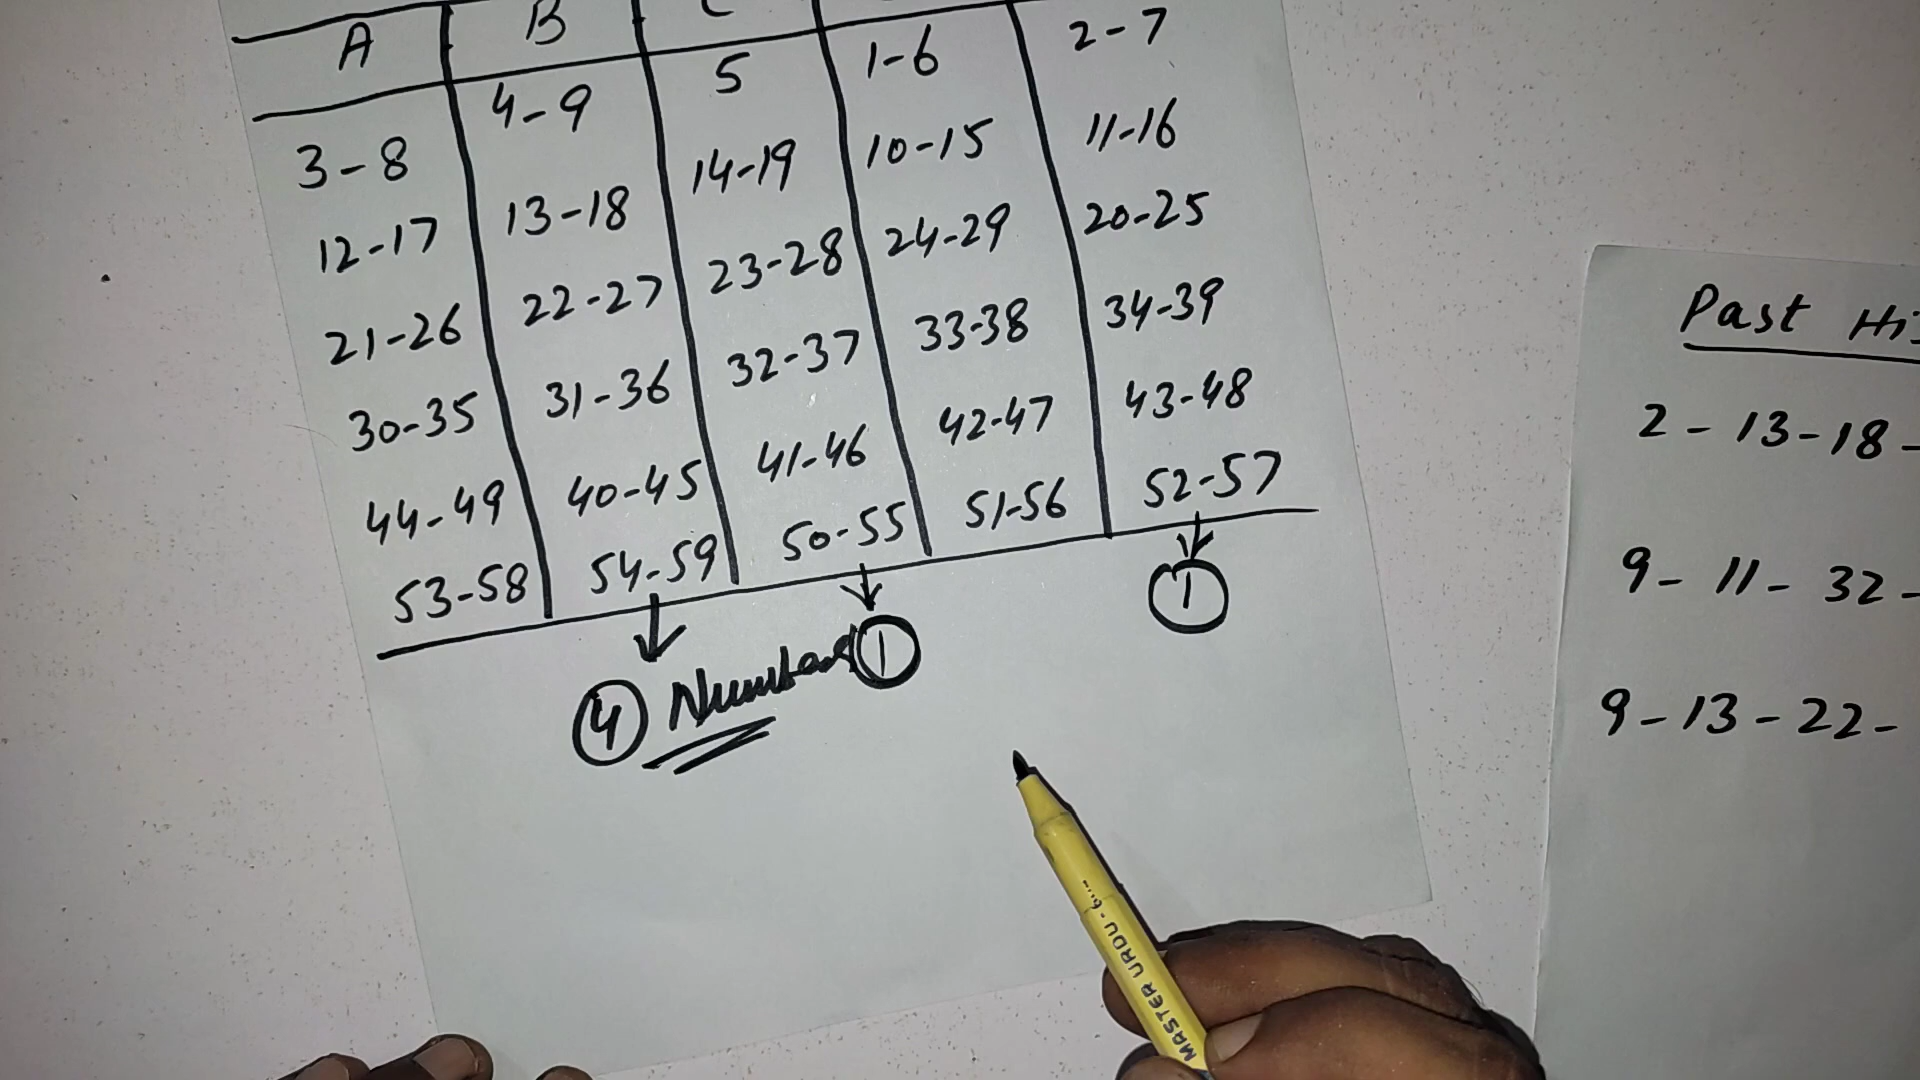 A B C
3-8 4-9 5 1-6 2-7
12-17 13-18 14-19 10-15 11-16
21-26 22-27 23-28 24-29 20-25
30-35 31-36 32-37 33-38 34-39
44-49 40-45 41-46 42-47 43-48
53-58 54-59 50-55 51-56 52-57
4 Numbers 1 1
Past Hi
2 - 13 - 18 -
9 - 11 - 32 -
9 - 13 - 22 -
MASTER URDU